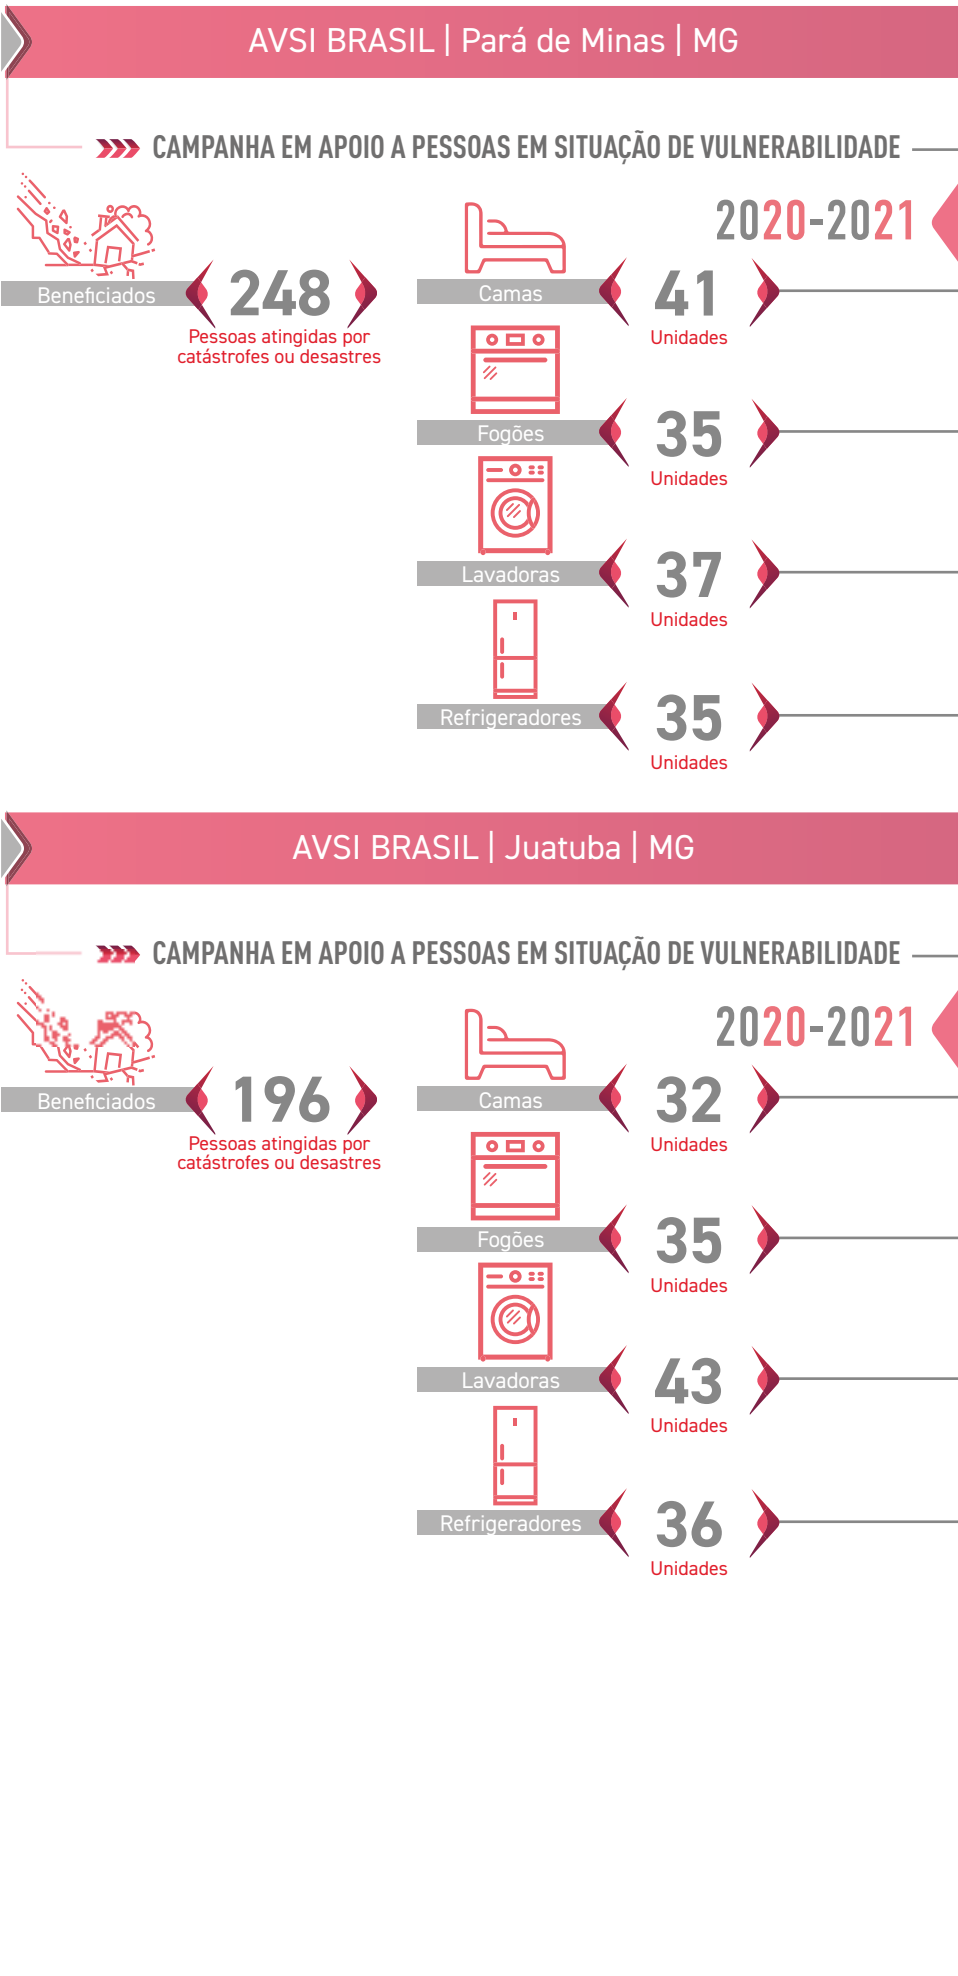 AVSI BRASIL | Pará de Minas | MG
CAMPANHA EM APOIO A PESSOAS EM SITUAÇÃO DE VULNERABILIDADE
2020-2021
Beneficiados
248
Pessoas atingidas por
catástrofes ou desastres
Camas
41
Unidades
Fogões
35
Unidades
Lavadoras
37
Unidades
Refrigeradores
35
Unidades
AVSI BRASIL | Juatuba | MG
CAMPANHA EM APOIO A PESSOAS EM SITUAÇÃO DE VULNERABILIDADE
2020-2021
Beneficiados
196
Pessoas atingidas por
catástrofes ou desastres
Camas
32
Unidades
Fogões
35
Unidades
Lavadoras
43
Unidades
Refrigeradores
36
Unidades